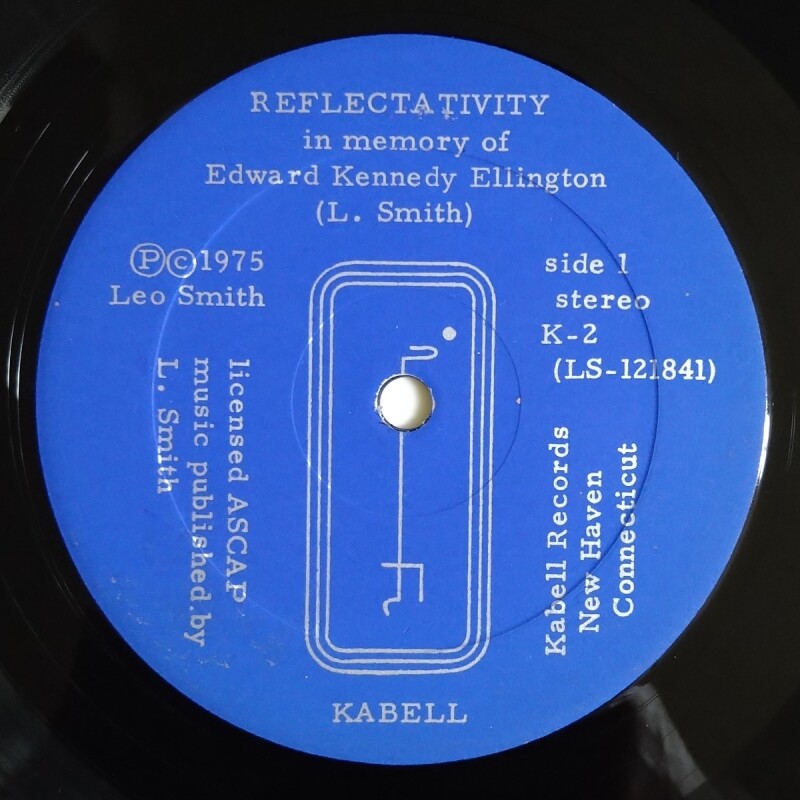 REFLECTATIVITY
in memory of
Edward Kennedy Ellington
(L. Smith)
℗©1975
Leo Smith
side 1
stereo
K-2
(LS-121841)
licensed ASCAP
music published.by
L. Smith
Kabell Records
New Haven
Connecticut
KABELL